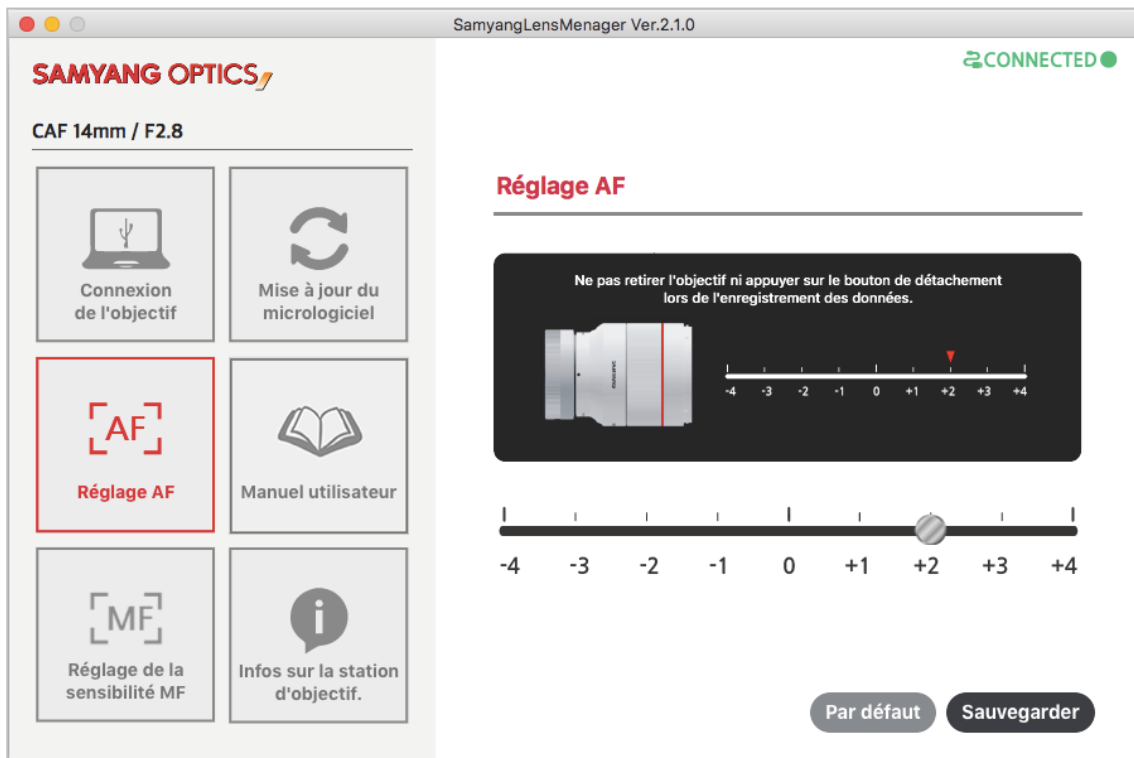 SamyangLensMenager Ver.2.1.0
SAMYANG OPTICS
CONNECTED
CAF 14mm / F2.8
Connexion
de l'objectif
Mise à jour du
micrologiciel
AF
Réglage AF
Manuel utilisateur
MF
Réglage de la
sensibilité MF
Infos sur la station
d'objectif.
Réglage AF
Ne pas retirer l'objectif ni appuyer sur le bouton de détachement
lors de l'enregistrement des données.
SAMYANG
-4 -3 -2 -1 0 +1 +2 +3 +4
-4 -3 -2 -1 0 +1 +2 +3 +4
Par défaut
Sauvegarder